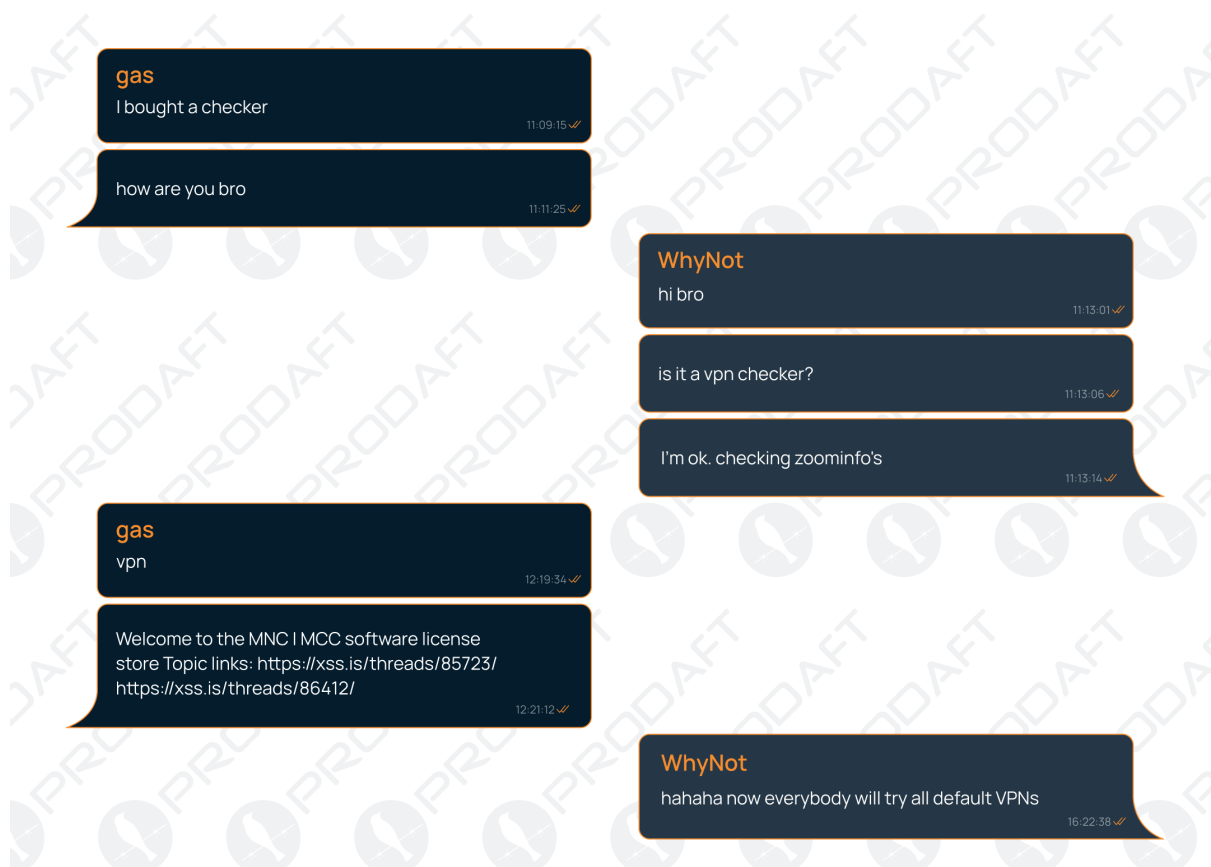 gas
I bought a checker
11:09:15
how are you bro
11:11:25
WhyNot
hi bro
11:13:01
is it a vpn checker?
11:13:06
I'm ok. checking zoominfo's
11:13:14
gas
vpn
12:19:34
Welcome to the MNC | MCC software license
store Topic links: https://xss.is/threads/85723/
https://xss.is/threads/86412/
12:21:12
WhyNot
hahaha now everybody will try all default VPNs
16:22:38
PRODAFT